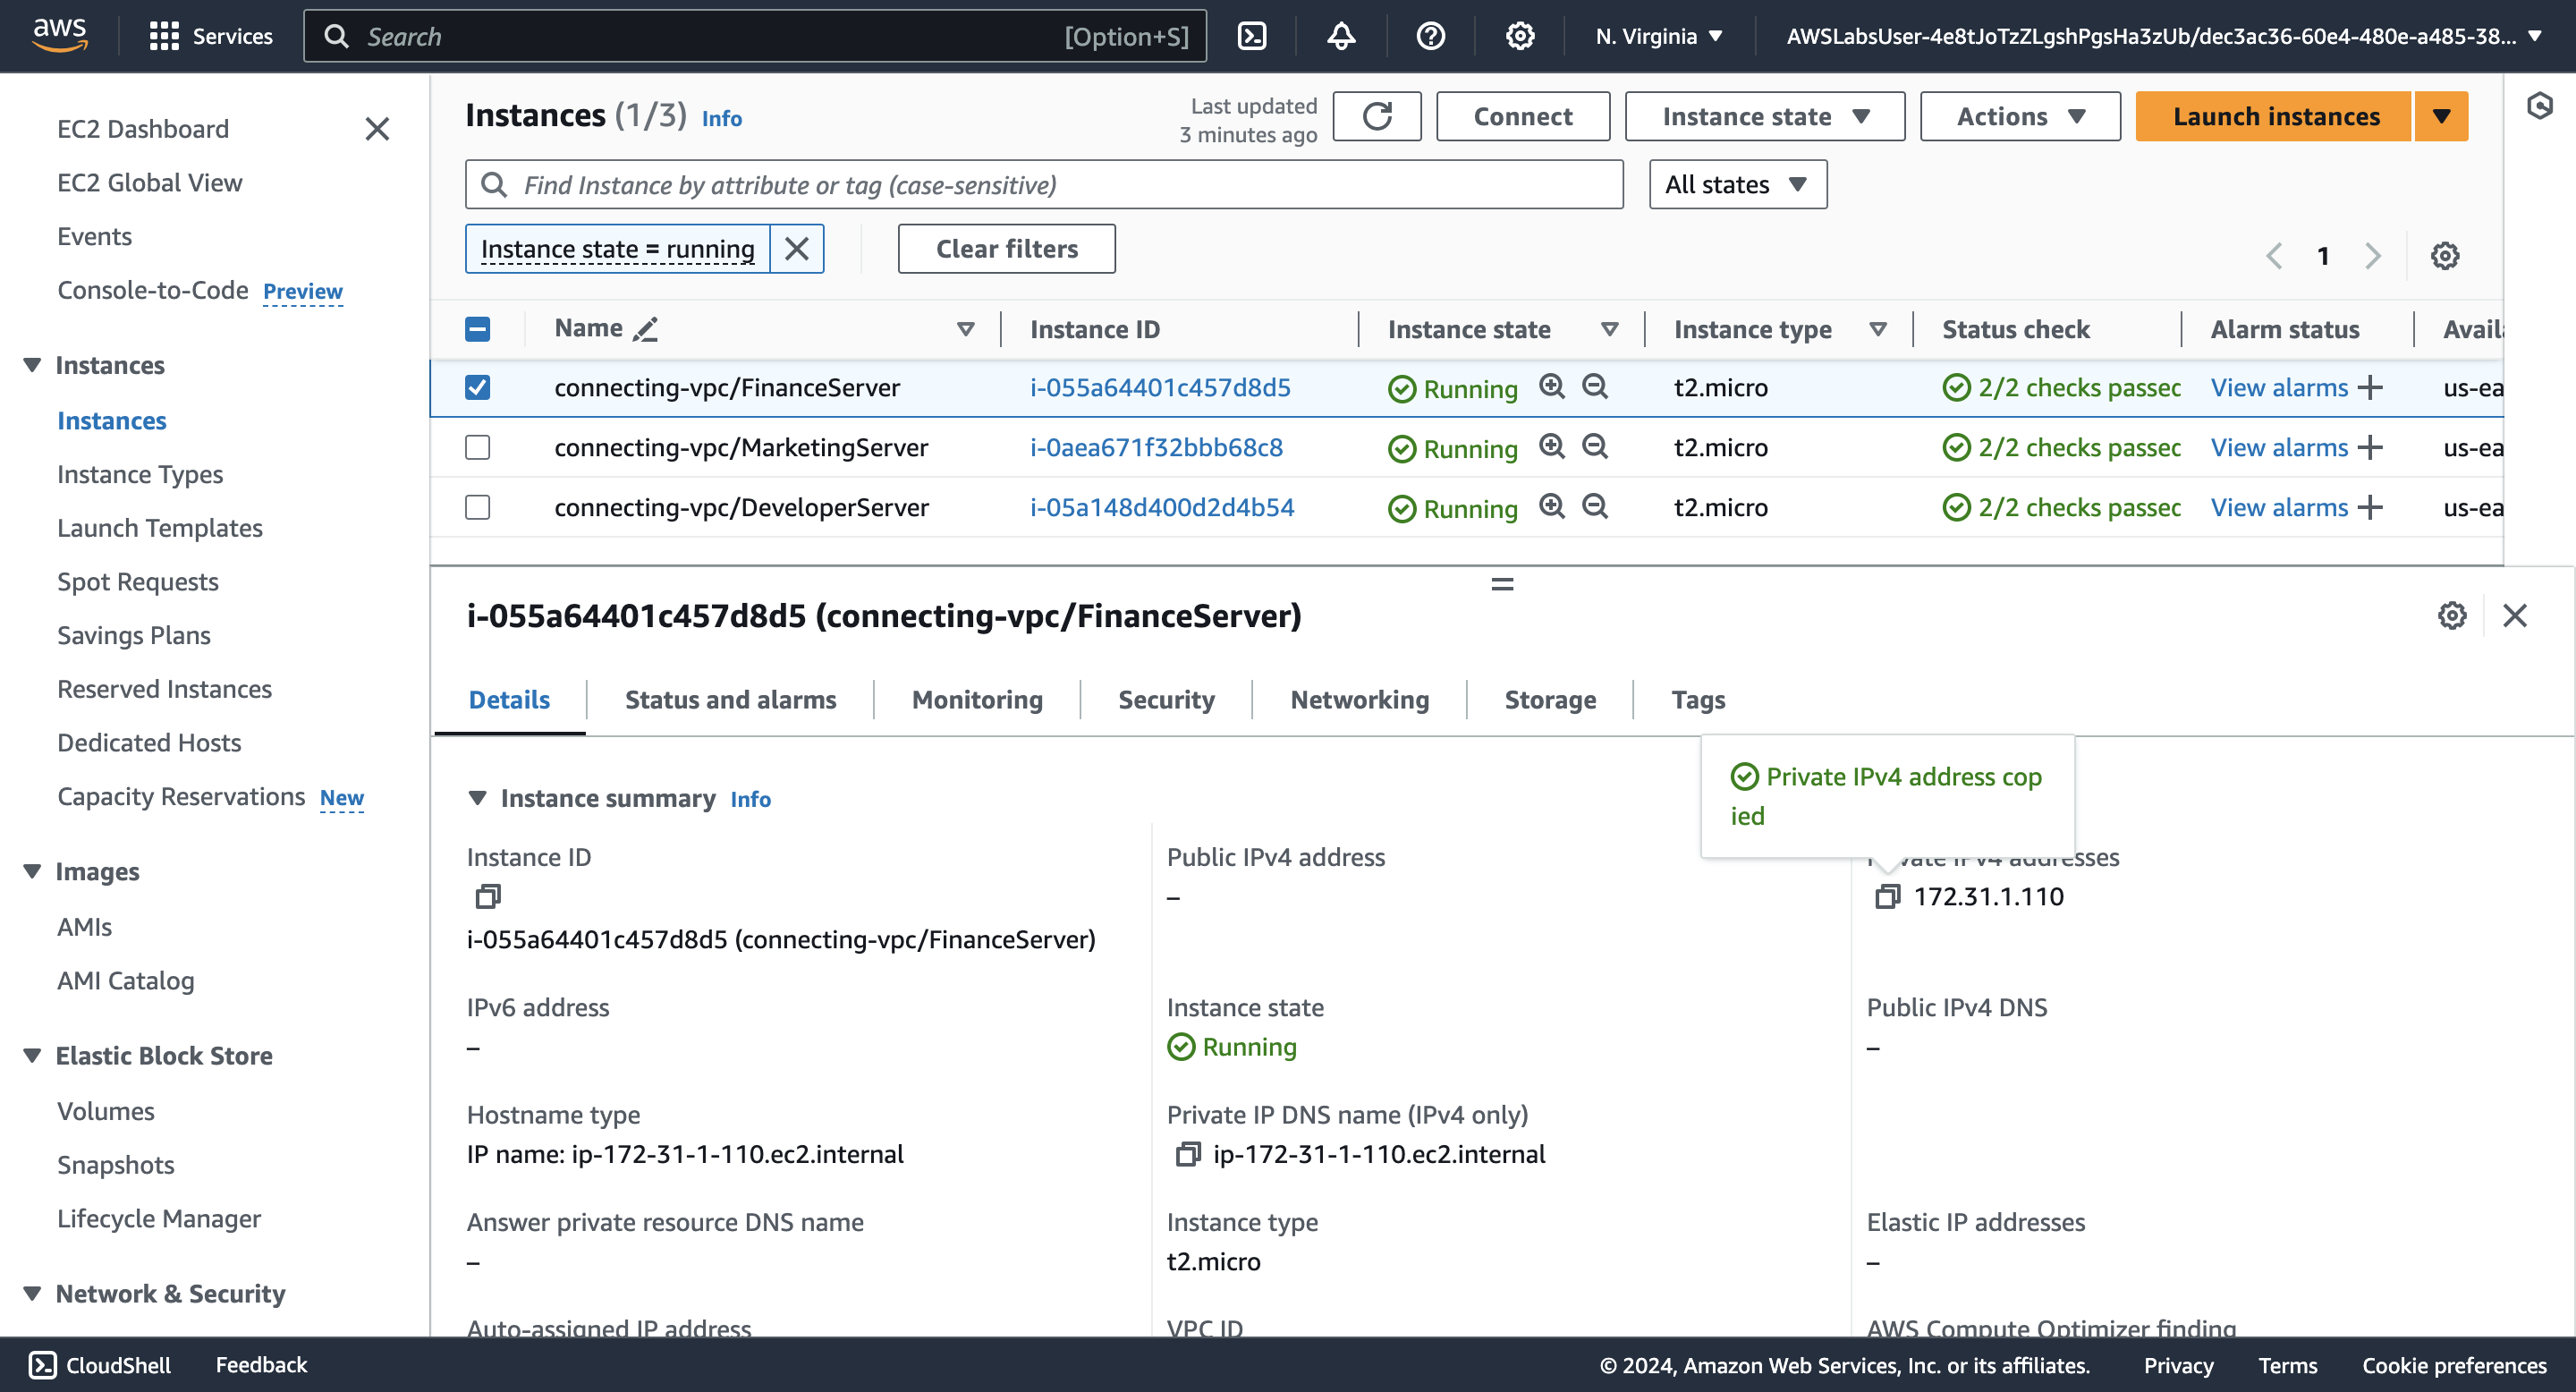 aws
Services
Search
[Option+S]
N. Virginia
AWSLabsUser-4e8tJoTzZLgshPgsHa3zUb/dec3ac36-60e4-480e-a485-38...
EC2 Dashboard
EC2 Global View
Events
Console-to-Code Preview
Instances
Instances
Instance Types
Launch Templates
Spot Requests
Savings Plans
Reserved Instances
Dedicated Hosts
Capacity Reservations New
Images
AMIs
AMI Catalog
Elastic Block Store
Volumes
Snapshots
Lifecycle Manager
Network & Security
Instances (1/3) Info
Last updated
3 minutes ago
Connect
Instance state
Actions
Launch instances
Find Instance by attribute or tag (case-sensitive)
All states
Instance state = running
Clear filters
1
Name Instance ID Instance state Instance type Status check Alarm status Avail
connecting-vpc/FinanceServer i-055a64401c457d8d5 Running t2.micro 2/2 checks passec View alarms + us-ea
connecting-vpc/MarketingServer i-0aea671f32bbb68c8 Running t2.micro 2/2 checks passec View alarms + us-ea
connecting-vpc/DeveloperServer i-05a148d400d2d4b54 Running t2.micro 2/2 checks passec View alarms + us-ea
i-055a64401c457d8d5 (connecting-vpc/FinanceServer)
Details Status and alarms Monitoring Security Networking Storage Tags
Private IPv4 address cop
ied
Instance summary Info
Instance ID
i-055a64401c457d8d5 (connecting-vpc/FinanceServer)
Public IPv4 address
–
Private IPv4 addresses
172.31.1.110
IPv6 address
–
Instance state
Running
Public IPv4 DNS
–
Hostname type
IP name: ip-172-31-1-110.ec2.internal
Private IP DNS name (IPv4 only)
ip-172-31-1-110.ec2.internal
Answer private resource DNS name
–
Instance type
t2.micro
Elastic IP addresses
–
Auto-assigned IP address
VPC ID
AWS Compute Optimizer finding
CloudShell
Feedback
© 2024, Amazon Web Services, Inc. or its affiliates.
Privacy
Terms
Cookie preferences